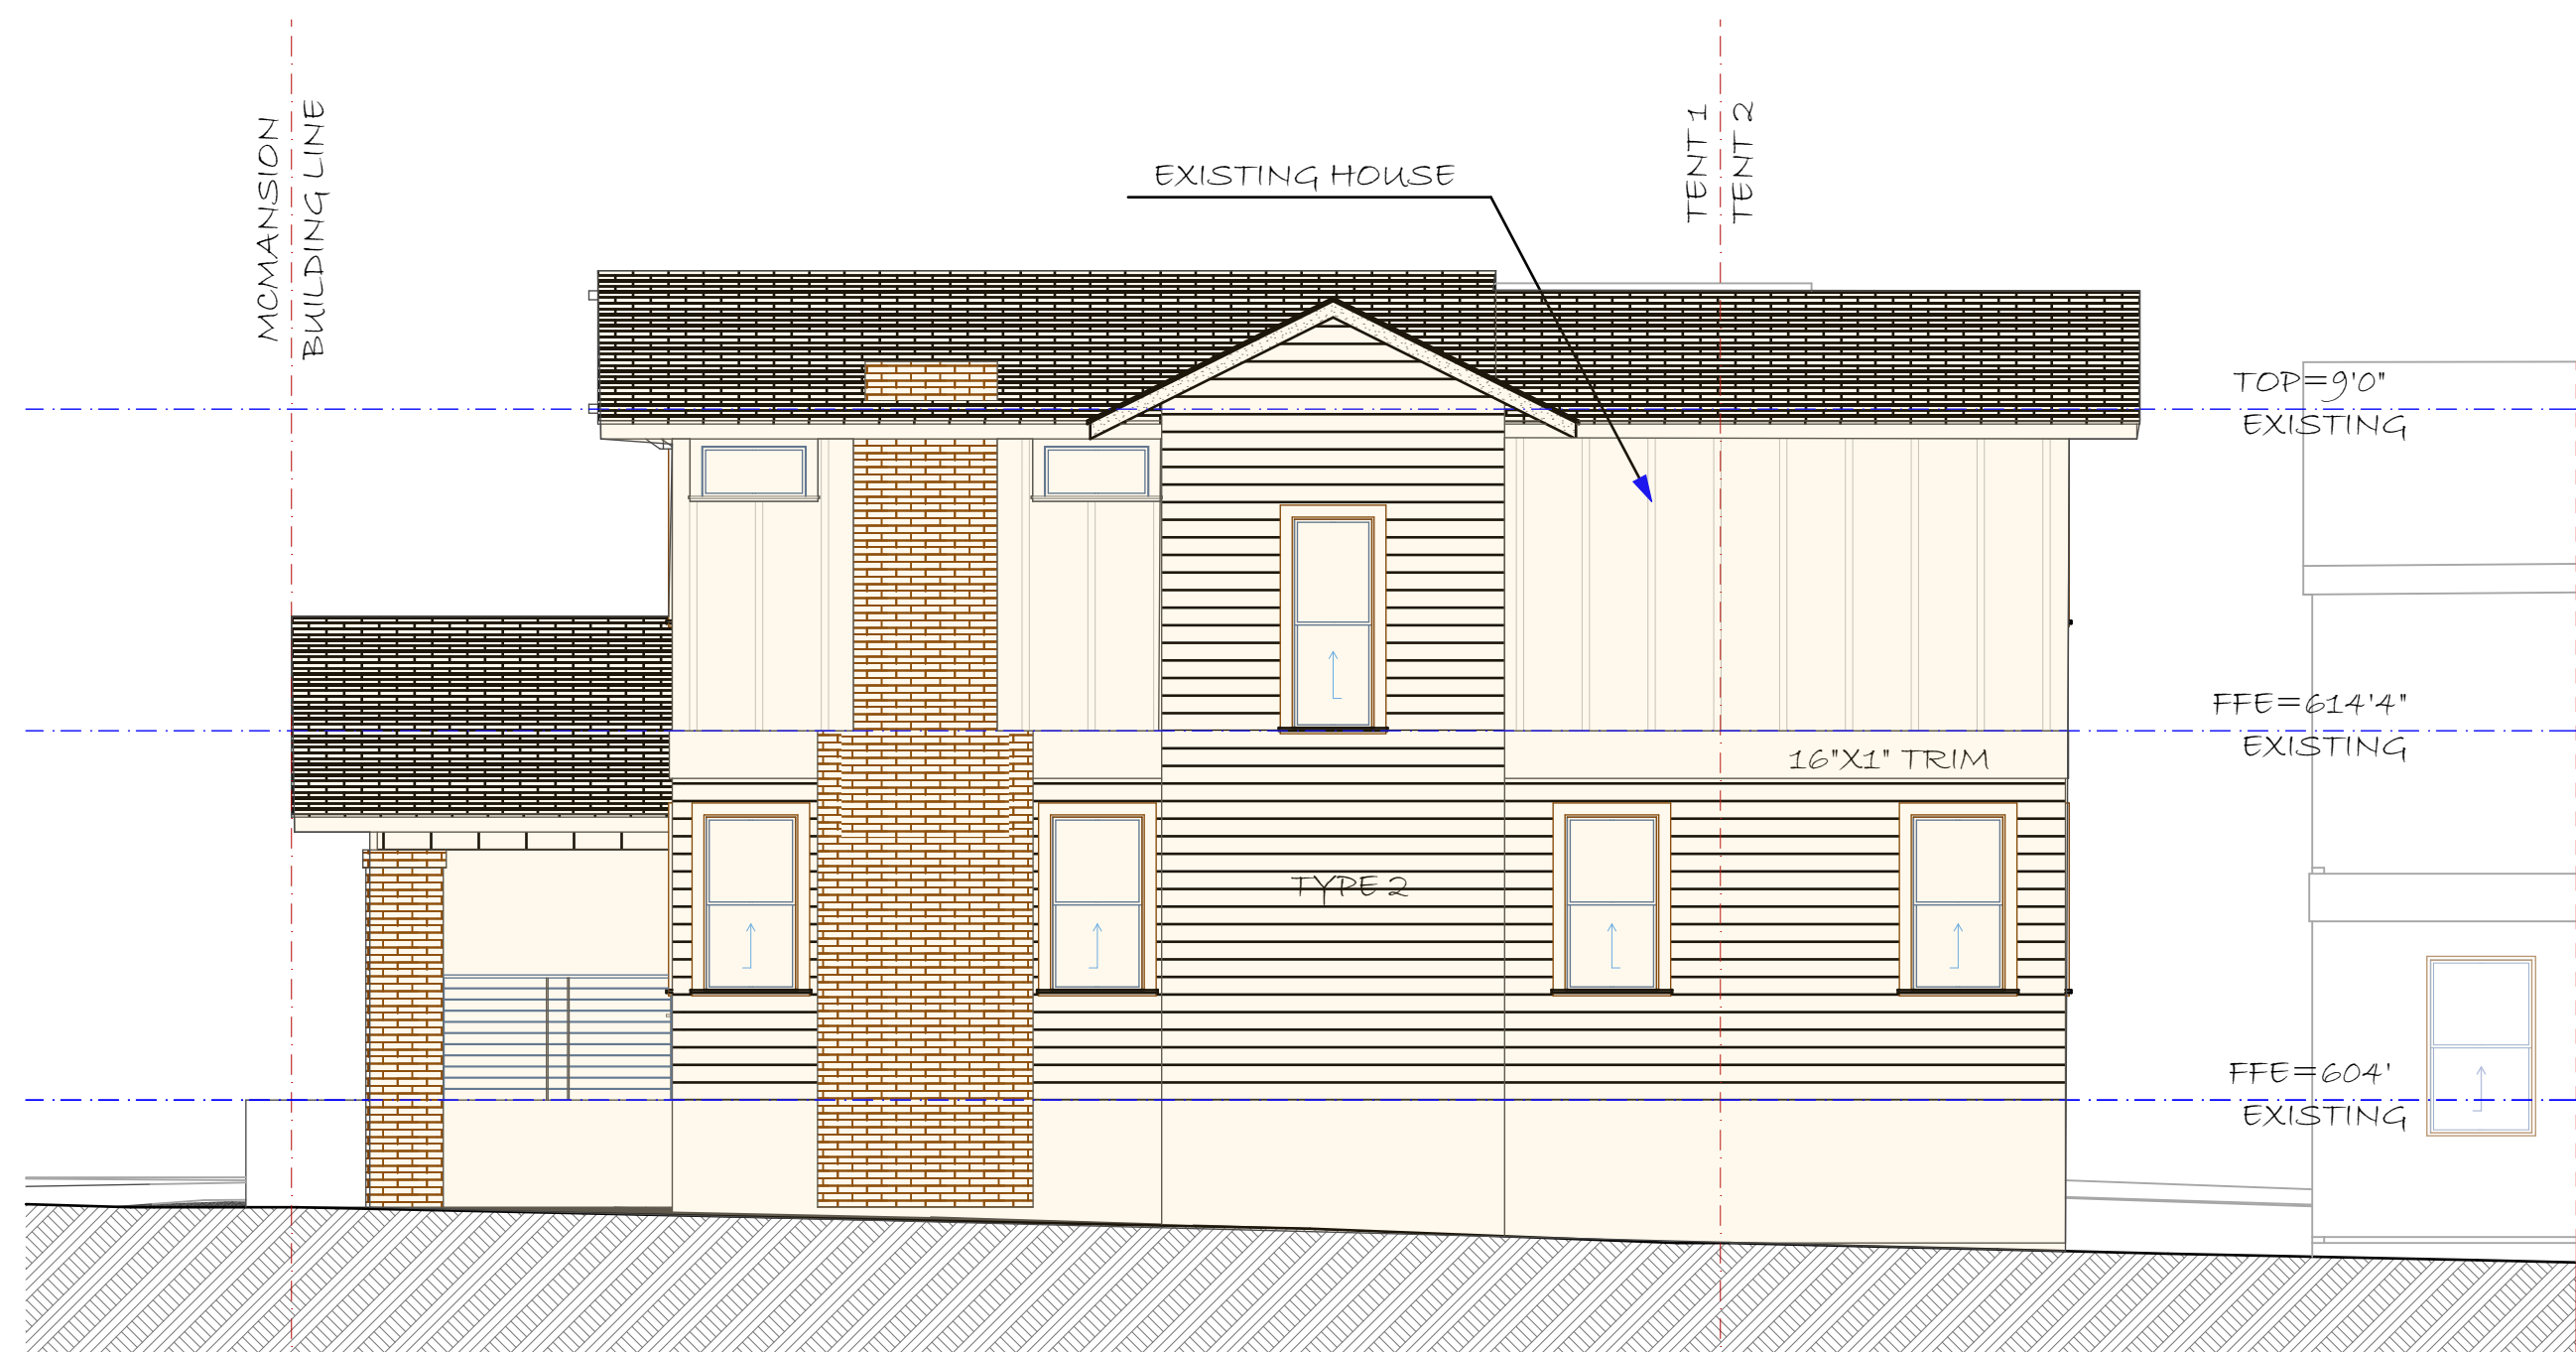 MCMANSION
BUILDING LINE
EXISTING HOUSE
TENT 1
TENT 2
TOP=9'0"
EXISTING
FFE=614'4"
EXISTING
16"X1" TRIM
TYPE 2
FFE=604'
EXISTING